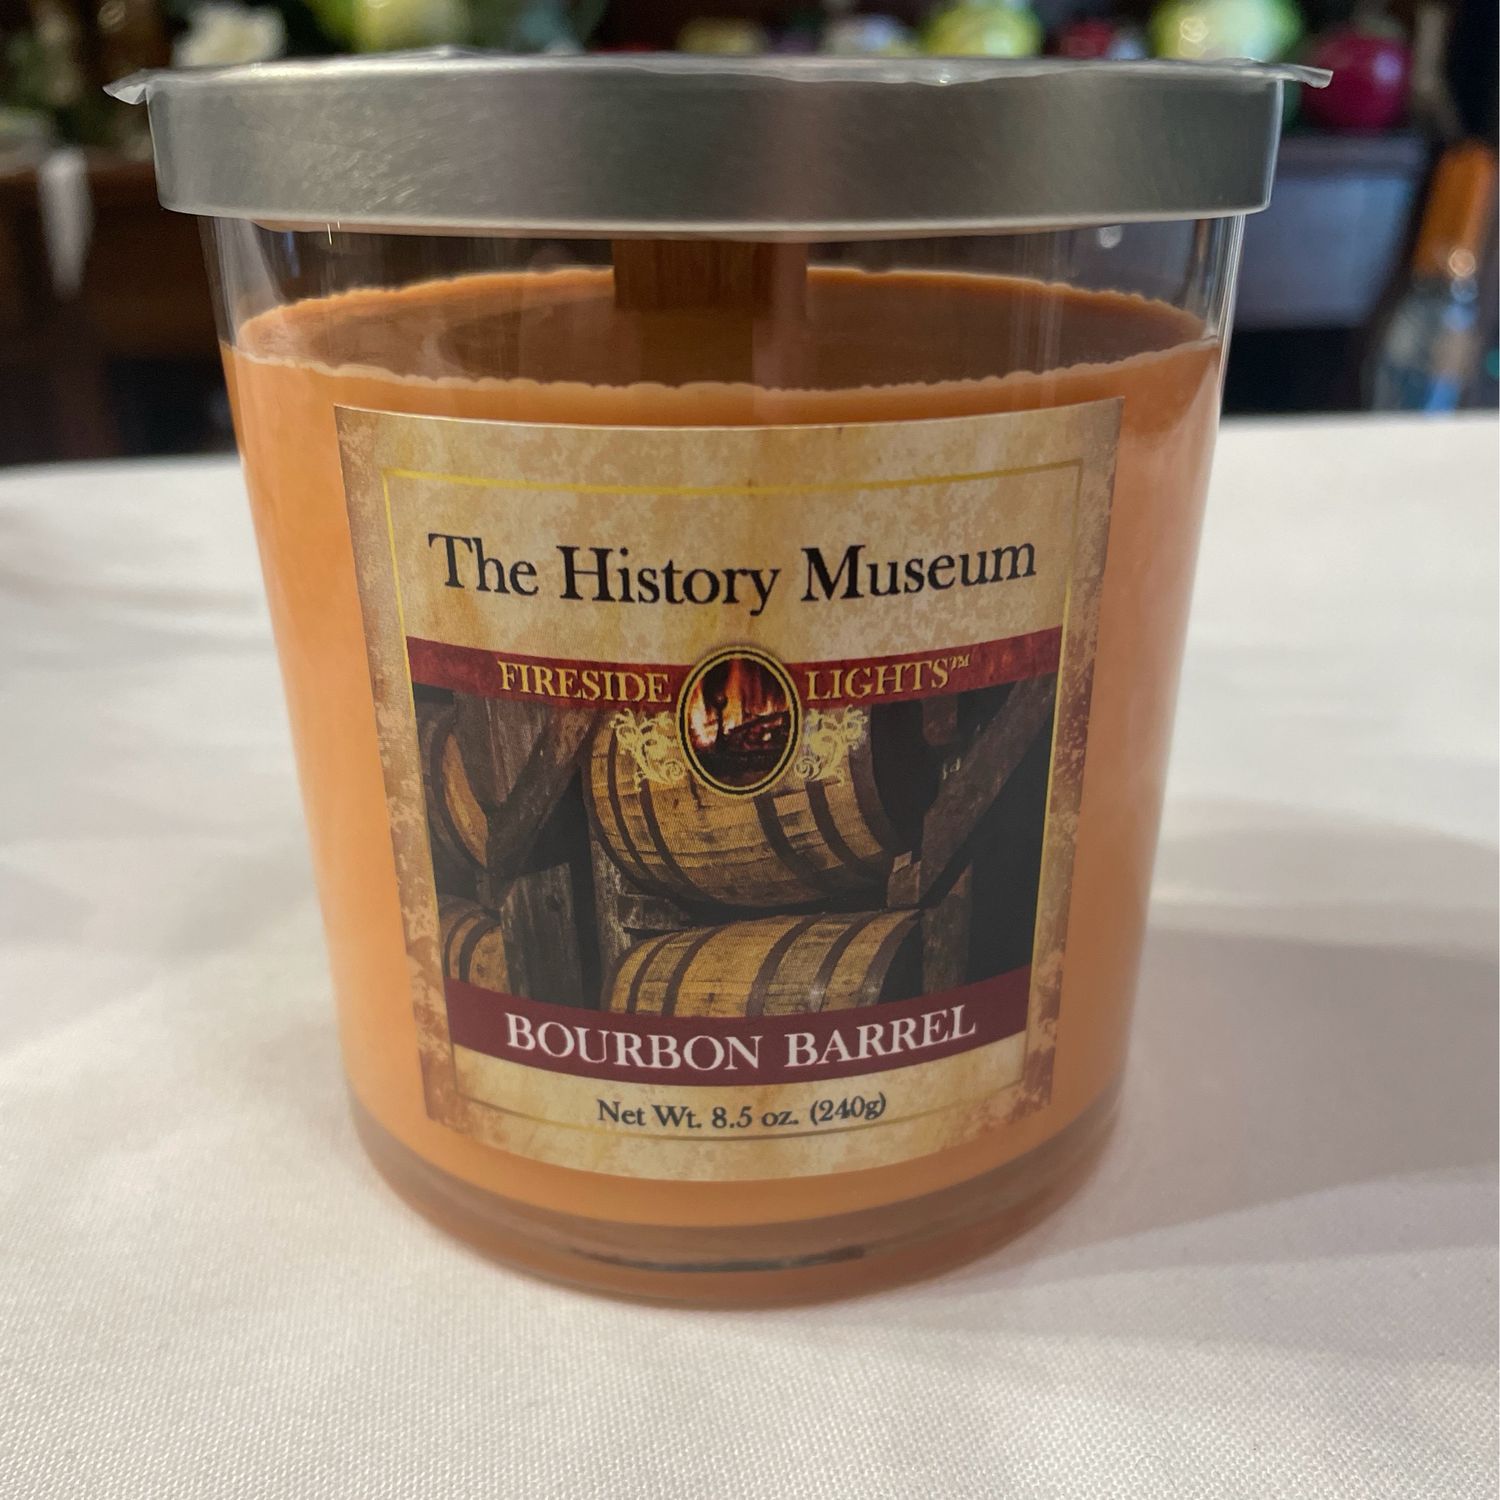 The History Museum
FIRESIDE LIGHTS™
BOURBON BARREL
Net Wt. 8.5 oz. (240g)